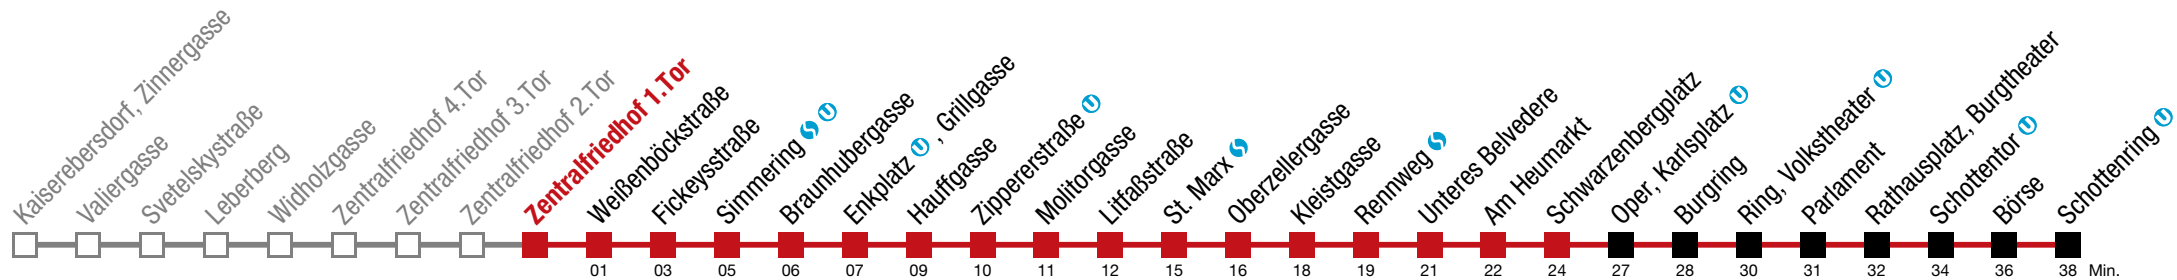 Kaiserebersdorf, Zinnergasse
Valiergasse
Svetelskystraße
Leberberg
Widholzgasse
Zentralfriedhof 4.Tor
Zentralfriedhof 3.Tor
Zentralfriedhof 2.Tor
Zentralfriedhof 1.Tor
Weißenböckstraße
Fickeysstraße
Simmering S U
Braunhubergasse
Enkplatz U , Grillgasse
Hauffgasse
Zippererstraße U
Molitorgasse
Litfaßstraße
St. Marx S
Oberzellergasse
Kleistgasse
Rennweg S
Unteres Belvedere
Am Heumarkt
Schwarzenbergplatz
Oper, Karlsplatz U
Burgring
Ring, Volkstheater U
Parlament
Rathausplatz, Burgtheater
Schottentor U
Börse
Schottenring U
01 03 05 06 07 09 10 11 12 15 16 18 19 21 22 24 27 28 30 31 32 34 36 38 Min.